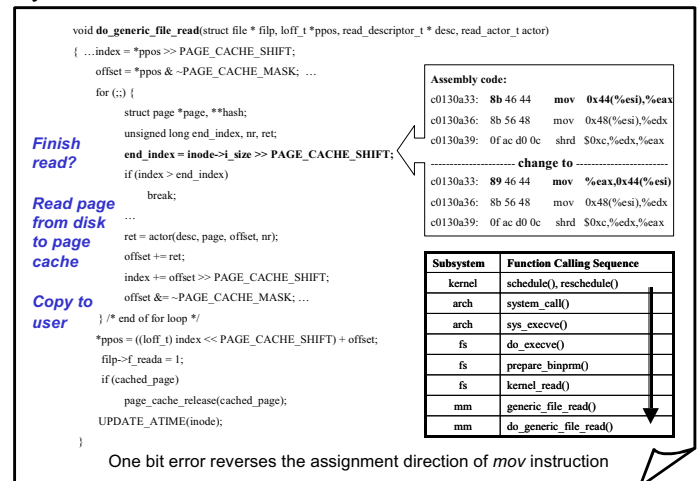 void do_generic_file_read(struct file * filp, loff_t *ppos, read_descriptor_t * desc, read_actor_t actor)
{ …index = *ppos >> PAGE_CACHE_SHIFT;
offset = *ppos & ~PAGE_CACHE_MASK; …
for (;;) {
struct page *page, **hash;
unsigned long end_index, nr, ret;
end_index = inode->i_size >> PAGE_CACHE_SHIFT;
if (index > end_index)
break;
…
ret = actor(desc, page, offset, nr);
offset += ret;
index += offset >> PAGE_CACHE_SHIFT;
offset &= ~PAGE_CACHE_MASK; …
} /* end of for loop */
*ppos = ((loff_t) index << PAGE_CACHE_SHIFT) + offset;
filp->f_reada = 1;
if (cached_page)
page_cache_release(cached_page);
UPDATE_ATIME(inode);
}
Finish
read?
Read page
from disk
to page
cache
Copy to
user
Assembly code:
c0130a33: 8b 46 44 mov 0x44(%esi),%eax
c0130a36: 8b 56 48 mov 0x48(%esi),%edx
c0130a39: 0f ac d0 0c shrd $0xc,%edx,%eax
---------------------- change to ------------------------
c0130a33: 89 46 44 mov %eax,0x44(%esi)
c0130a36: 8b 56 48 mov 0x48(%esi),%edx
c0130a39: 0f ac d0 0c shrd $0xc,%edx,%eax
Subsystem Function Calling Sequence
kernel schedule(), reschedule()
arch system_call()
arch sys_execve()
fs do_execve()
fs prepare_binprm()
fs kernel_read()
mm generic_file_read()
mm do_generic_file_read()
One bit error reverses the assignment direction of mov instruction